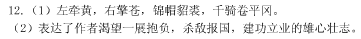 12.（1）左牵黄，右擎苍，锦帽貂裘，千骑卷平冈。
（2）表达了作者渴望一展抱负，杀敌报国，建功立业的雄心壮志。